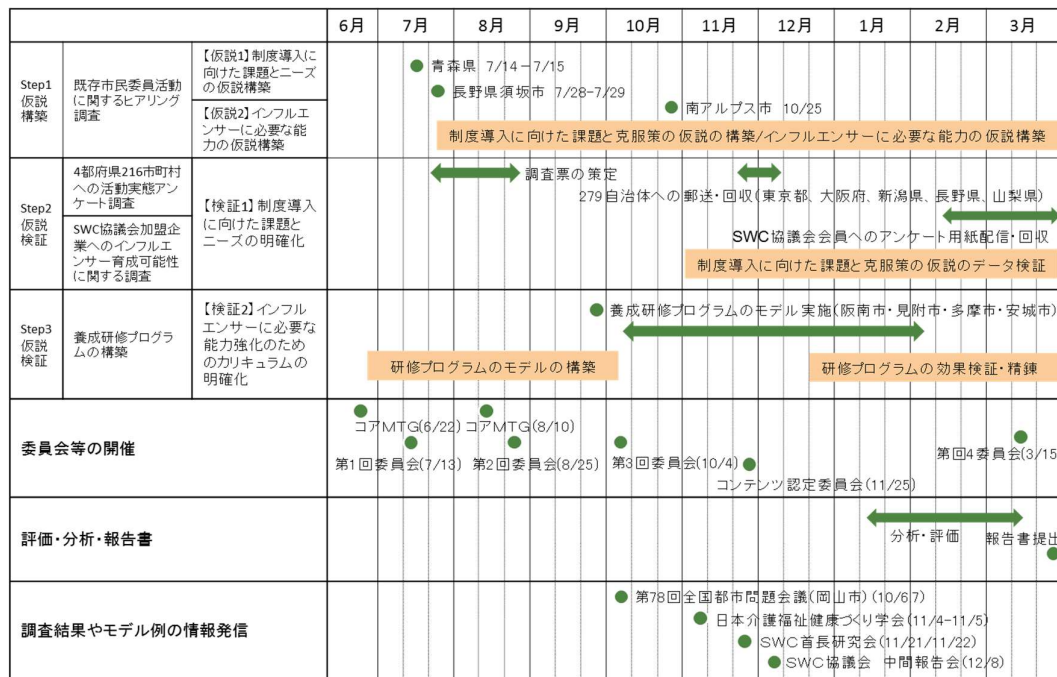 6月 7月 8月 9月 10月 11月 12月 1月 2月 3月
Step1
仮説
構築
既存市民委員活動
に関するヒアリング
調査
【仮説1】制度導入に
向けた課題とニーズの
仮説構築
【仮説2】インフルエ
ンサーに必要な能
力の仮説構築
青森県 7/14-7/15
長野県須坂市 7/28-7/29
南アルプス市 10/25
制度導入に向けた課題と克服策の仮説の構築/インフルエンサーに必要な能力の仮説構築
Step2
仮説
検証
4都府県216市町村
への活動実態アン
ケート調査
SWC協議会加盟企
業へのインフルエ
ンサー育成可能性
に関する調査
【検証1】制度導入
に向けた課題と
ニーズの明確化
調査票の策定
279自治体への郵送・回収(東京都、大阪府、新潟県、長野県、山梨県)
SWC協議会会員へのアンケート用紙配信・回収
制度導入に向けた課題と克服策の仮説のデータ検証
Step3
仮説
検証
養成研修プログラ
ムの構築
【検証2】インフル
エンサーに必要な
能力強化のため
のカリキュラムの
明確化
養成研修プログラムのモデル実施(阪南市・見附市・多摩市・安城市)
研修プログラムのモデルの構築
研修プログラムの効果検証・精錬
委員会等の開催
コアMTG(6/22) コアMTG(8/10)
第1回委員会(7/13) 第2回委員会(8/25) 第3回委員会(10/4)
コンテンツ認定委員会(11/25)
第回4委員会(3/15
評価・分析・報告書
分析・評価
報告書提出
調査結果やモデル例の情報発信
第78回全国都市問題会議(岡山市) (10/6,7)
日本介護福祉健康づくり学会(11/4-11/5)
SWC首長研究会(11/21/11/22)
SWC協議会 中間報告会(12/8)